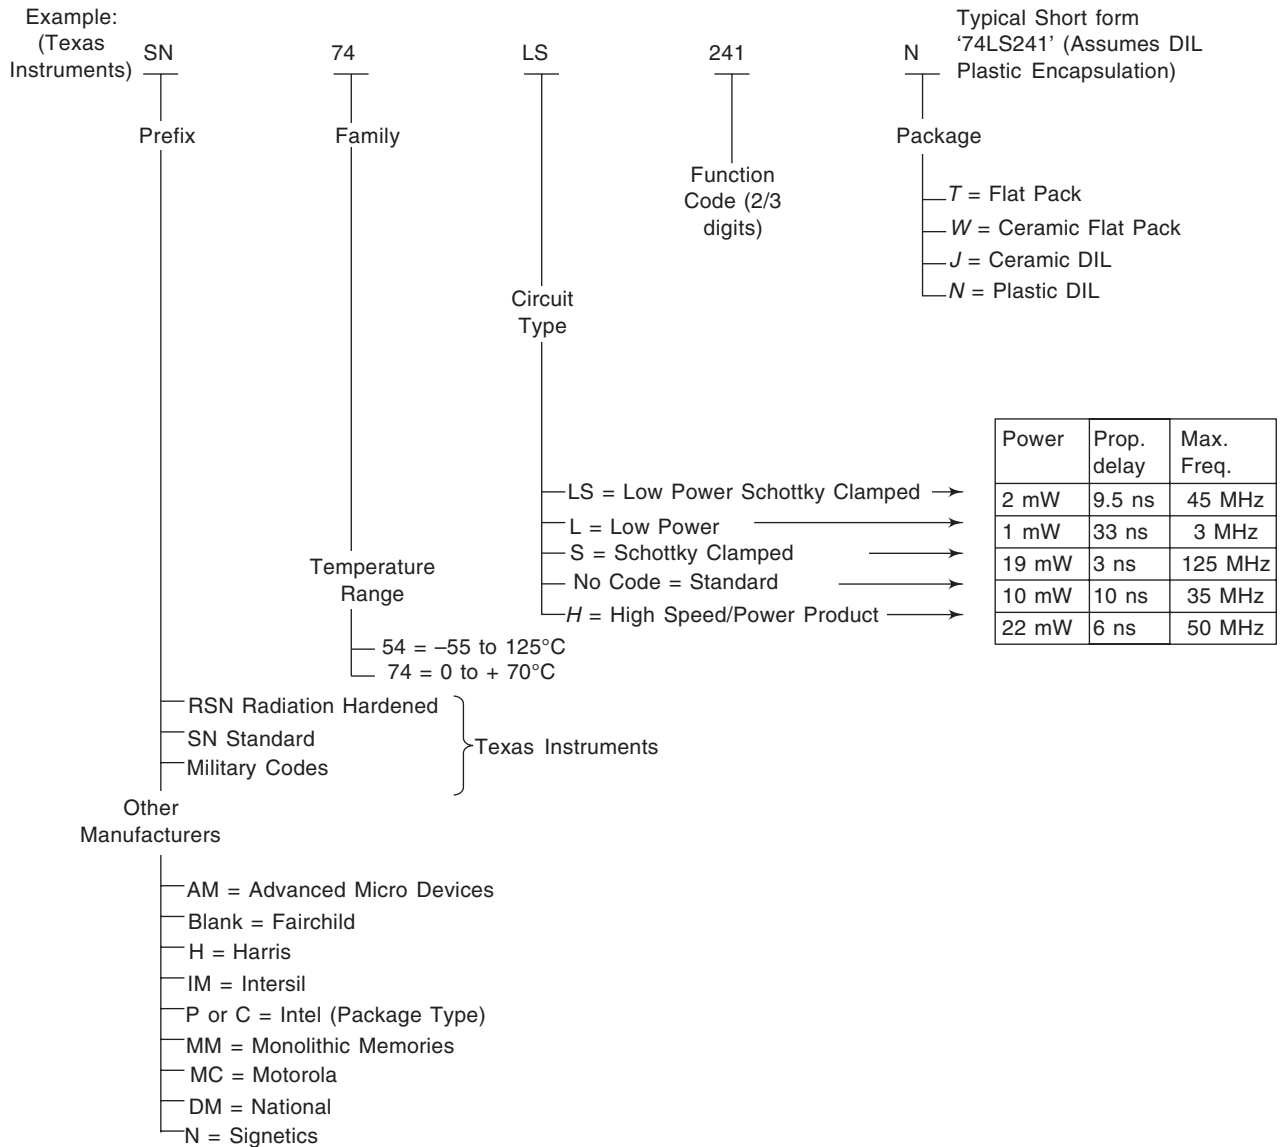 Example:
(Texas
Instruments)
SN
74
LS
241
N
Typical Short form
‘74LS241’ (Assumes DIL
Plastic Encapsulation)
Prefix
Family
Package
Function
Code (2/3
digits)
T = Flat Pack
W = Ceramic Flat Pack
J = Ceramic DIL
N = Plastic DIL
Circuit
Type
Power Prop. delay Max. Freq.
LS = Low Power Schottky Clamped 2 mW 9.5 ns 45 MHz
L = Low Power 1 mW 33 ns 3 MHz
S = Schottky Clamped 19 mW 3 ns 125 MHz
No Code = Standard 10 mW 10 ns 35 MHz
H = High Speed/Power Product 22 mW 6 ns 50 MHz
Temperature
Range
54 = –55 to 125°C
74 = 0 to + 70°C
RSN Radiation Hardened
SN Standard
Military Codes
Texas Instruments
Other
Manufacturers
AM = Advanced Micro Devices
Blank = Fairchild
H = Harris
IM = Intersil
P or C = Intel (Package Type)
MM = Monolithic Memories
MC = Motorola
DM = National
N = Signetics